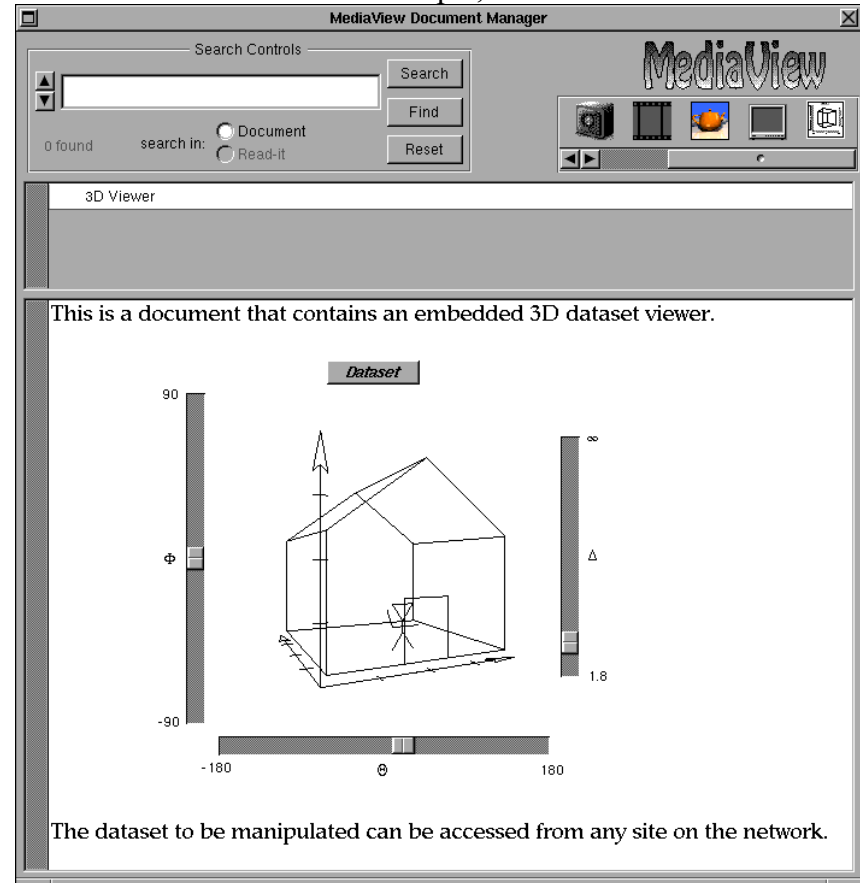 MediaView Document Manager
Search Controls
MediaView
Search
Find
0 found
search in:
Document
Read-it
Reset
3D Viewer
This is a document that contains an embedded 3D dataset viewer.
Dataset
90
∞
Φ
Δ
1.8
-90
-180
Θ
180
The dataset to be manipulated can be accessed from any site on the network.